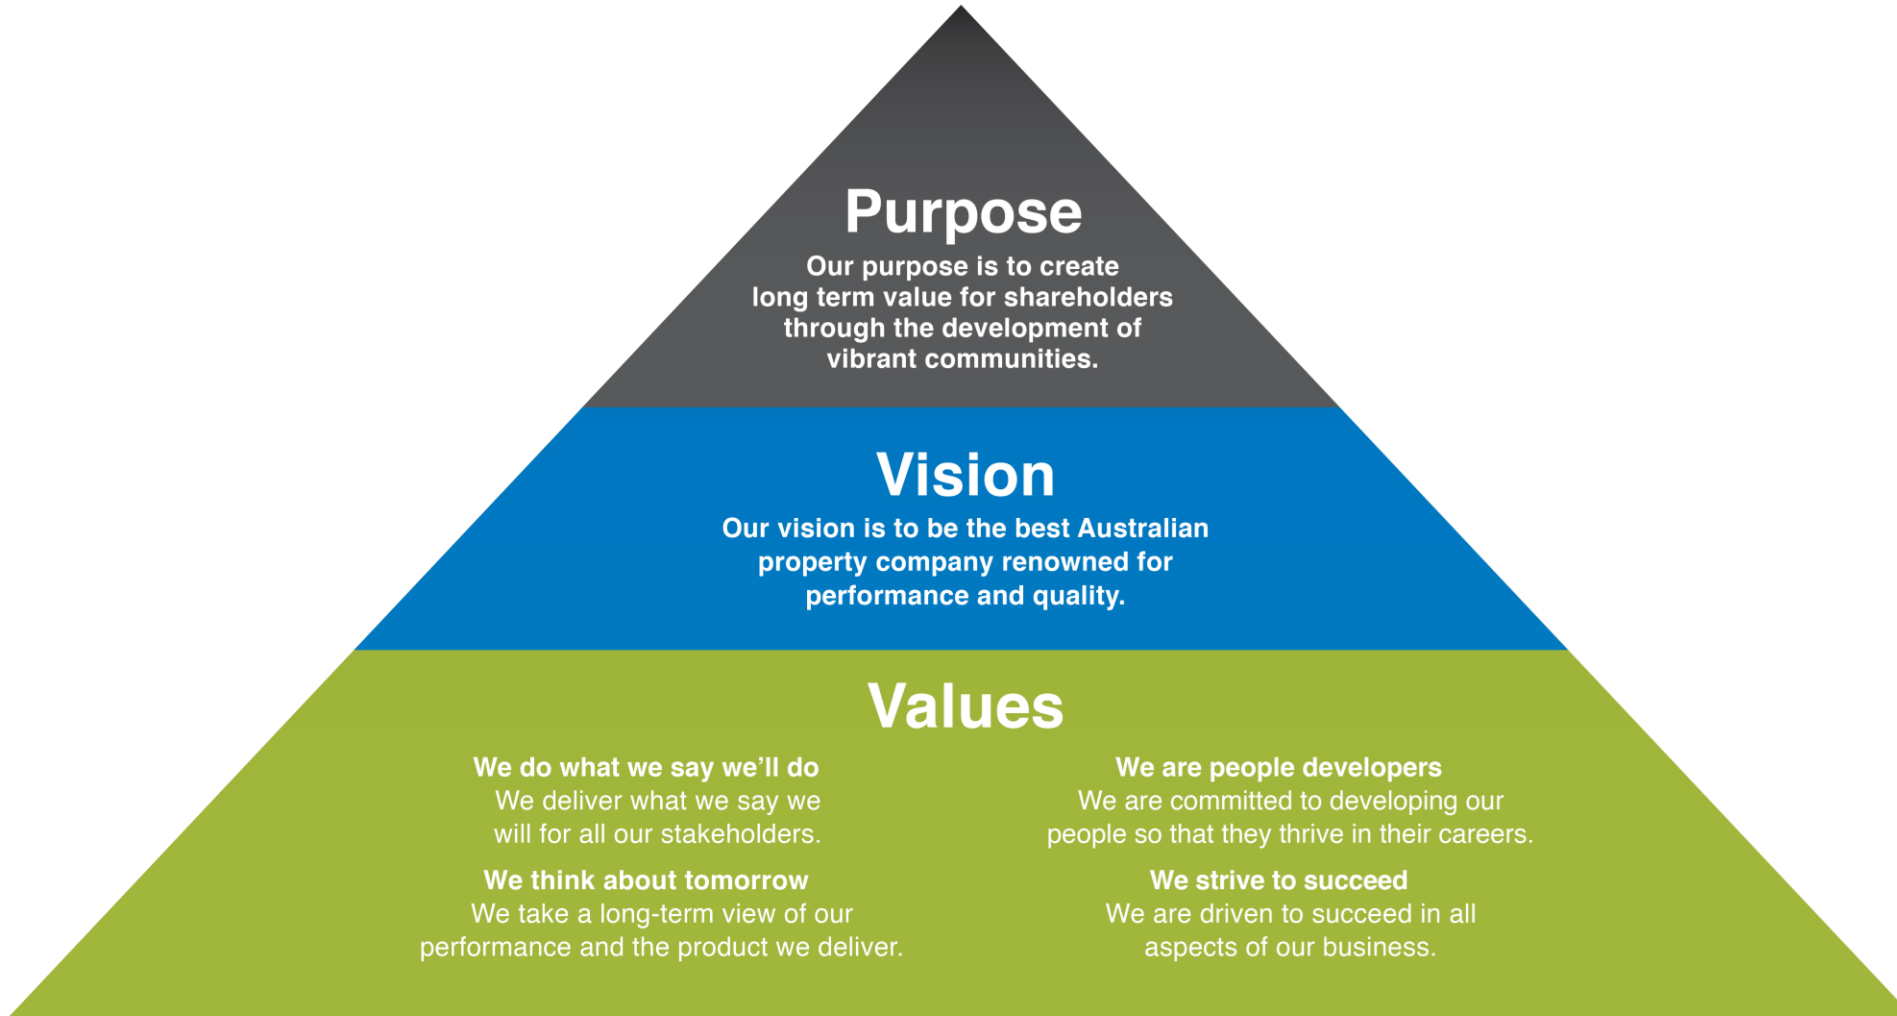 Purpose
Our purpose is to create
long term value for shareholders
through the development of
vibrant communities.
Vision
Our vision is to be the best Australian
property company renowned for
performance and quality.
Values
We do what we say we'll do
We deliver what we say we
will for all our stakeholders.
We think about tomorrow
We take a long-term view of our
performance and the product we deliver.
We are people developers
We are committed to developing our
people so that they thrive in their careers.
We strive to succeed
We are driven to succeed in all
aspects of our business.